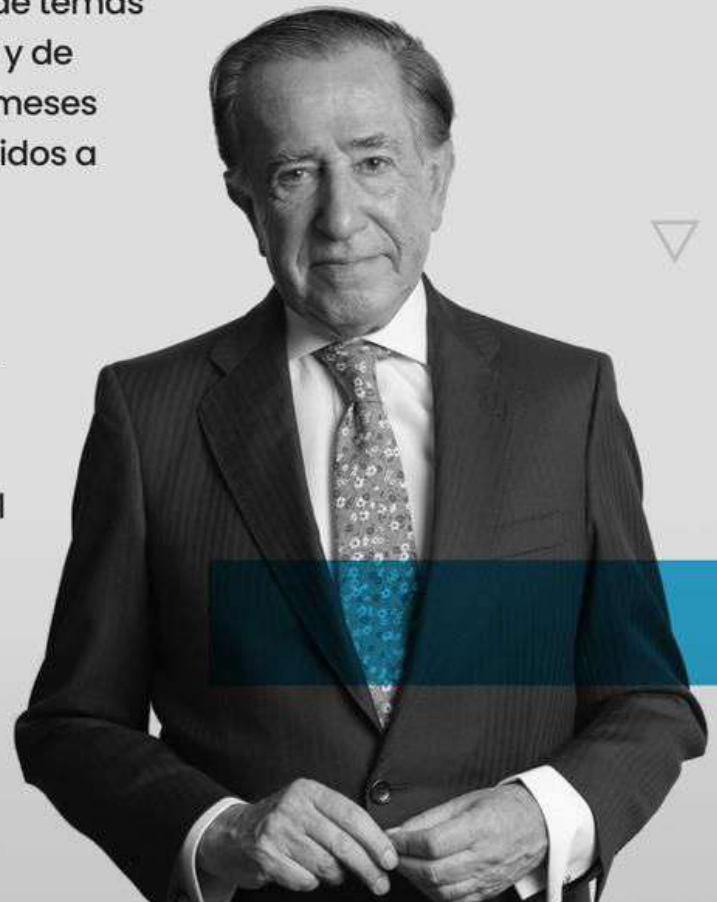 de temas
y de
meses
idos a
l